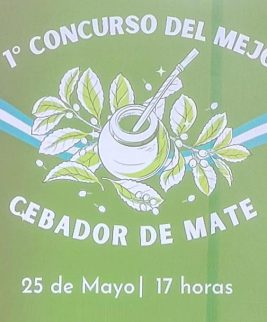 1° CONCURSO DEL MEJO
CEBADOR DE MATE
25 de Mayo| 17 horas